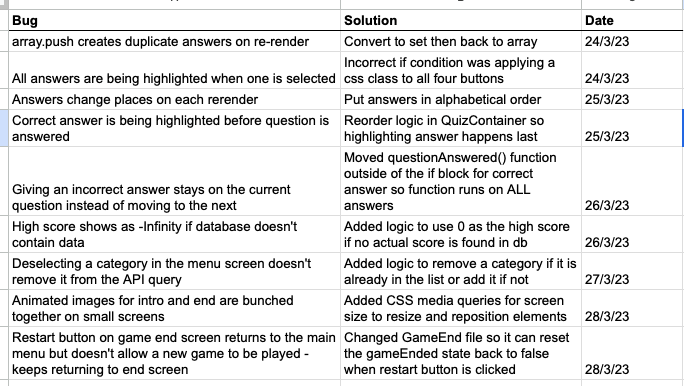 Bug Solution Date
array.push creates duplicate answers on re-render Convert to set then back to array 24/3/23
All answers are being highlighted when one is selected Incorrect if condition was applying a
css class to all four buttons 24/3/23
Answers change places on each rerender Put answers in alphabetical order 25/3/23
Correct answer is being highlighted before question is
answered Reorder logic in QuizContainer so
highlighting answer happens last 25/3/23
Giving an incorrect answer stays on the current
question instead of moving to the next Moved questionAnswered() function
outside of the if block for correct
answer so function runs on ALL
answers 26/3/23
High score shows as -Infinity if database doesn't
contain data Added logic to use 0 as the high score
if no actual score is found in db 26/3/23
Deselecting a category in the menu screen doesn't
remove it from the API query Added logic to remove a category if it is
already in the list or add it if not 27/3/23
Animated images for intro and end are bunched
together on small screens Added CSS media queries for screen
size to resize and reposition elements 28/3/23
Restart button on game end screen returns to the main
menu but doesn't allow a new game to be played -
keeps returning to end screen Changed GameEnd file so it can reset
the gameEnded state back to false
when restart button is clicked 28/3/23